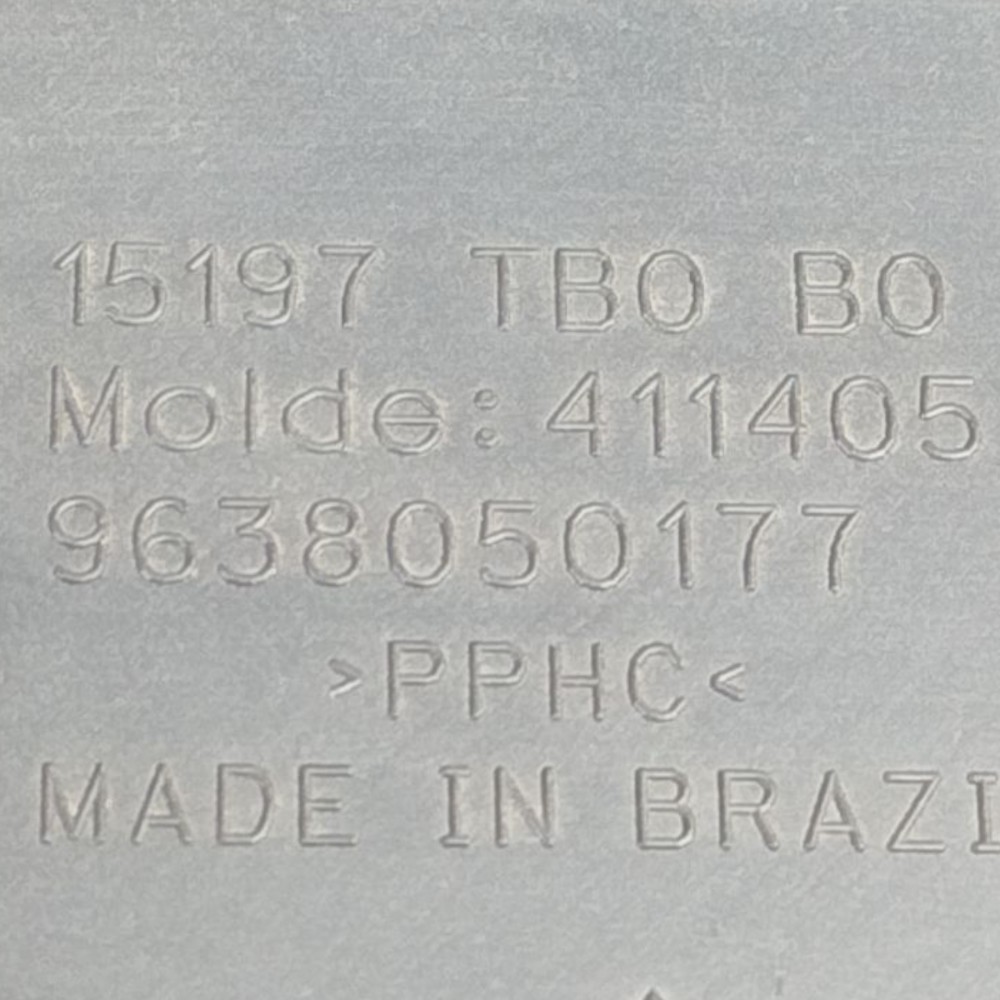 15197 TBO BO
Molde: 411405
9638050177
>PPHC<
MADE IN BRAZI